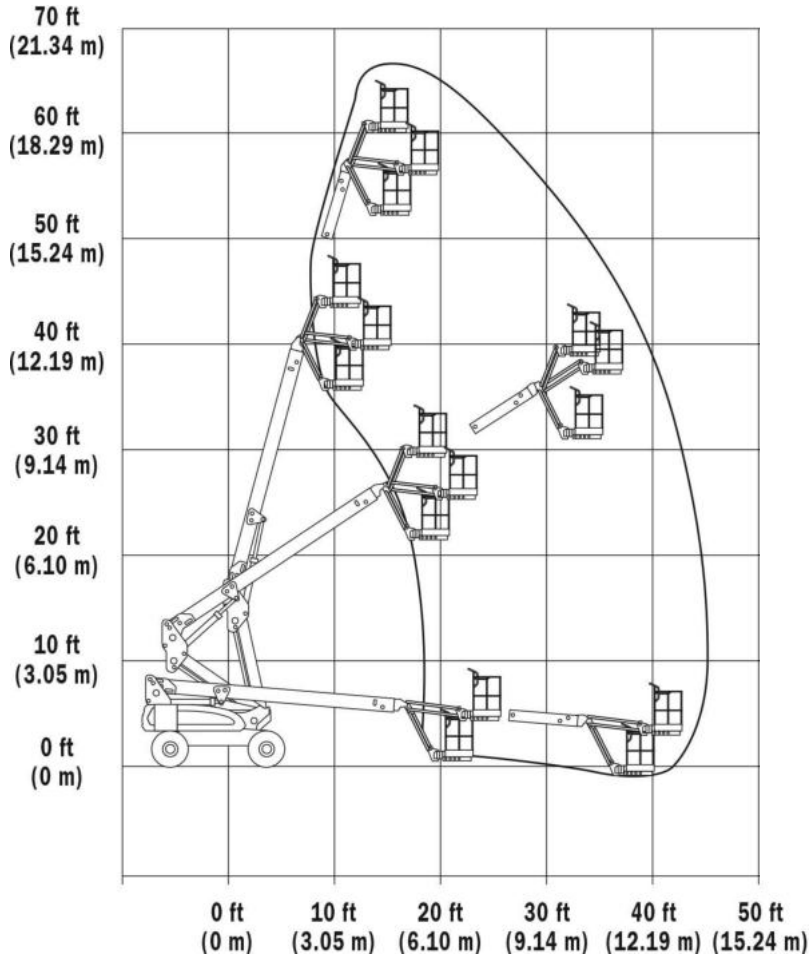 70 ft
(21.34 m)
60 ft
(18.29 m)
50 ft
(15.24 m)
40 ft
(12.19 m)
30 ft
(9.14 m)
20 ft
(6.10 m)
10 ft
(3.05 m)
0 ft
(0 m)
0 ft 10 ft 20 ft 30 ft 40 ft 50 ft
(0 m) (3.05 m) (6.10 m) (9.14 m) (12.19 m) (15.24 m)